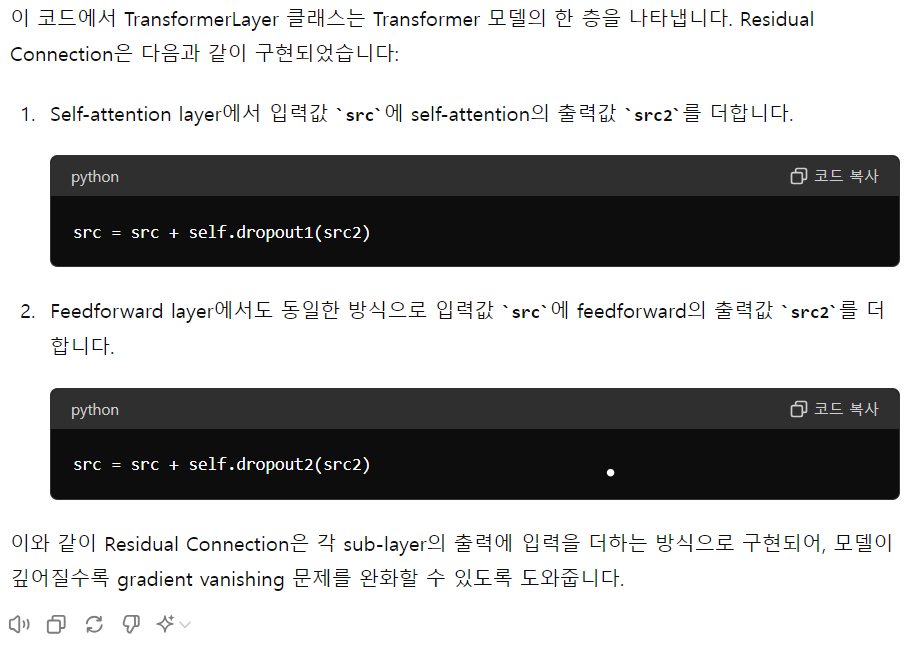 이 코드에서 TransformerLayer 클래스는 Transformer 모델의 한 층을 나타냅니다. Residual
Connection은 다음과 같이 구현되었습니다:
1. Self-attention layer에서 입력값 `src`에 self-attention의 출력값 `src2`를 더합니다.
python 코드 복사
src = src + self.dropout1(src2)
2. Feedforward layer에서도 동일한 방식으로 입력값 `src`에 feedforward의 출력값 `src2`를 더
합니다.
python 코드 복사
src = src + self.dropout2(src2)
이와 같이 Residual Connection은 각 sub-layer의 출력에 입력을 더하는 방식으로 구현되어, 모델이
깊어질수록 gradient vanishing 문제를 완화할 수 있도록 도와줍니다.